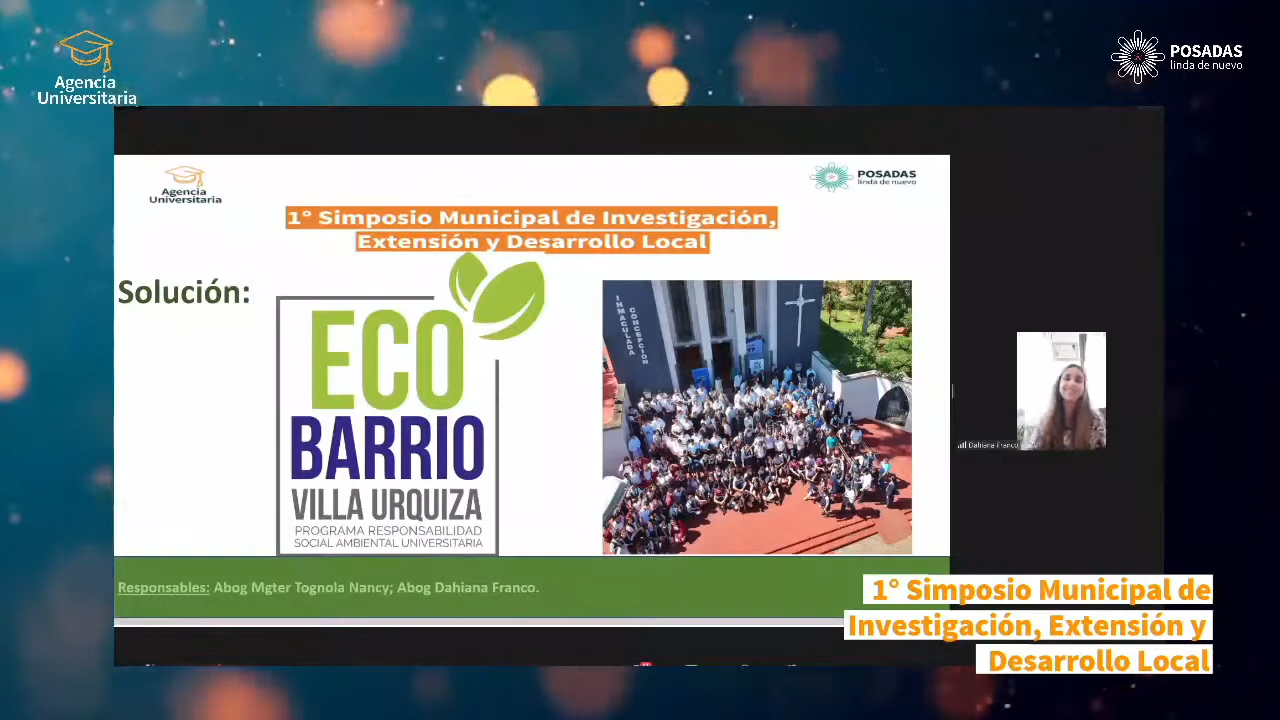 Agencia
Universitaria
POSADAS
linda de nuevo
Agencia
Universitaria
POSADAS
linda de nuevo
1° Simposio Municipal de Investigación,
Extensión y Desarrollo Local
Solución:
ECO
BARRIO
VILLA URQUIZA
PROGRAMA RESPONSABILIDAD
SOCIAL AMBIENTAL UNIVERSITARIA
INMACULADA
CONCEPCION
Dahiana Franco
Responsables: Abog Mgter Tognola Nancy; Abog Dahiana Franco.
1° Simposio Municipal de
Investigación, Extensión y
Desarrollo Local